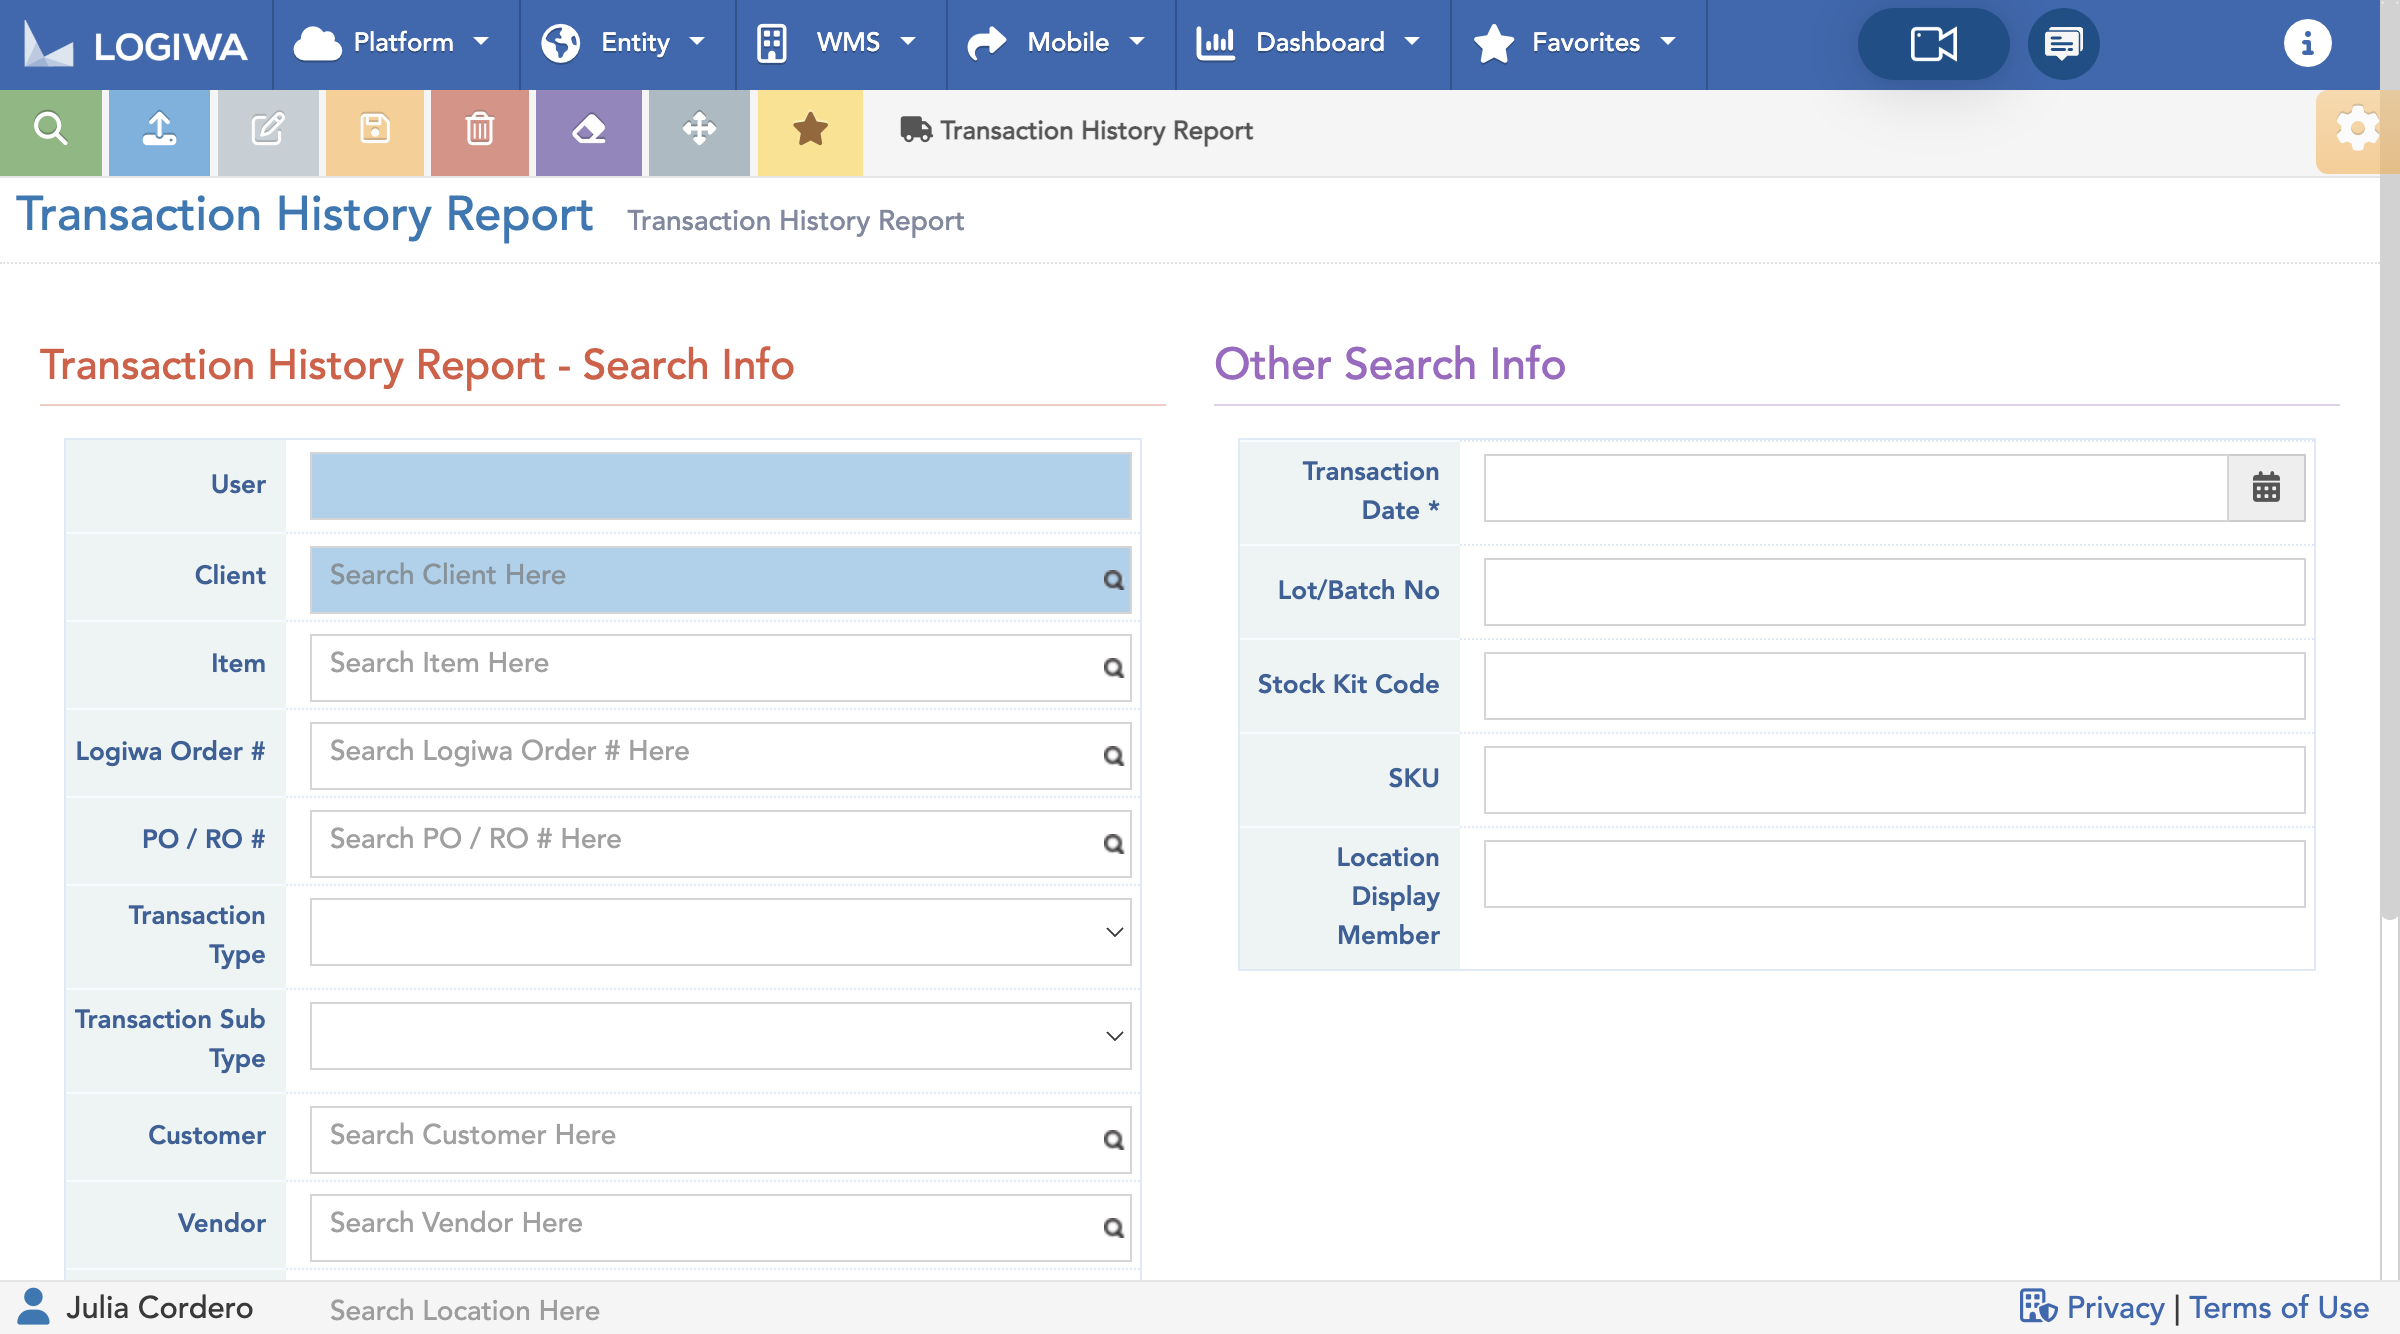 LOGIWA
Platform
Entity
WMS
Mobile
Dashboard
Favorites
Transaction History Report
Transaction History Report Transaction History Report
Transaction History Report - Search Info
User
Client Search Client Here
Item Search Item Here
Logiwa Order # Search Logiwa Order # Here
PO / RO # Search PO / RO # Here
Transaction
Type
Transaction Sub
Type
Customer Search Customer Here
Vendor Search Vendor Here
Search Location Here
Other Search Info
Transaction
Date *
Lot/Batch No
Stock Kit Code
SKU
Location
Display
Member
Julia Cordero
Privacy | Terms of Use